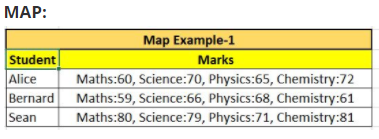 MAP:
Map Example-1
Student Marks
Alice Maths:60, Science:70, Physics:65, Chemistry:72
Bernard Maths:59, Science:66, Physics:68, Chemistry:61
Sean Maths:80, Science:79, Physics:71, Chemistry:81